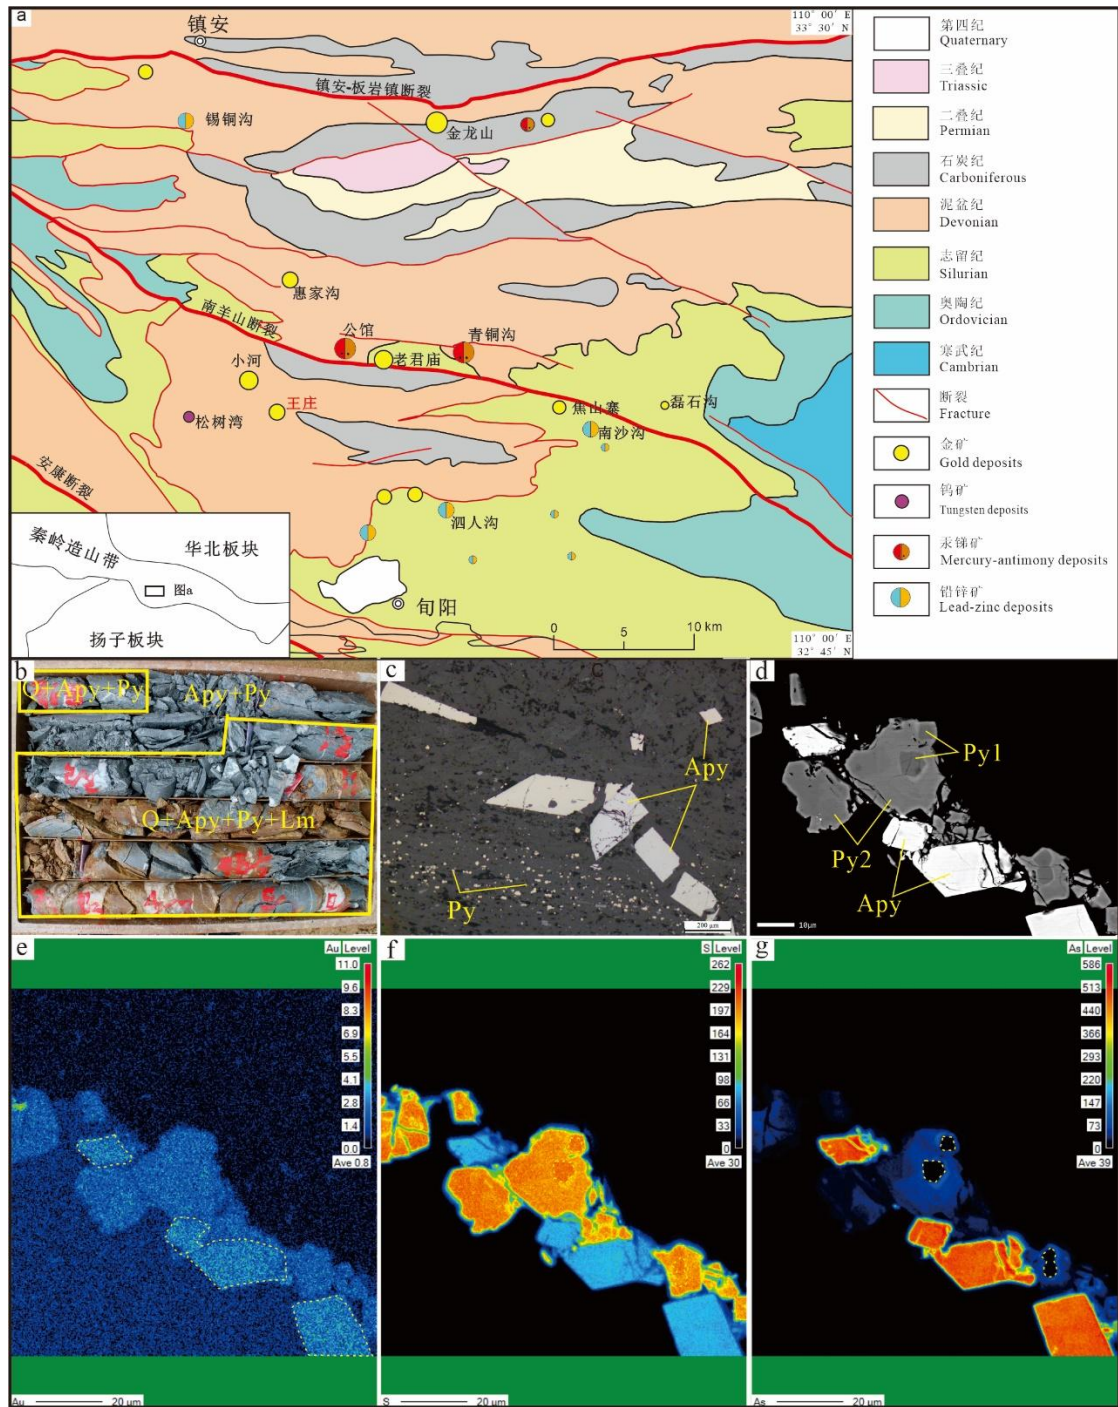 a
镇安
110° 00′ E
33° 30′ N
镇安-板岩镇断裂
锡铜沟
金龙山
惠家沟
南羊山断裂
公馆
青铜沟
小河
老君庙
王庄
松树湾
焦山寨
磊石沟
南沙沟
安康断裂
泗人沟
旬阳
0 5 10 km
110° 00′ E
32° 45′ N
秦岭造山带
华北板块
图a
扬子板块
第四纪
Quaternary
三叠纪
Triassic
二叠纪
Permian
石炭纪
Carboniferous
泥盆纪
Devonian
志留纪
Silurian
奥陶纪
Ordovician
寒武纪
Cambrian
断裂
Fracture
金矿
Gold deposits
钨矿
Tungsten deposits
汞锑矿
Mercury-antimony deposits
铅锌矿
Lead-zinc deposits
b
Q+Apy+Py
Apy+Py
Q+Apy+Py+Lm
c
Apy
Py
200 μm
d
Py1
Py2
Apy
10μm
e
Au Level
11.0
9.6
8.3
6.9
5.5
4.1
2.8
1.4
0.0
Ave 0.8
Au 20 μm
f
S Level
262
229
197
164
131
98
66
33
0
Ave 30
S 20 μm
g
As Level
586
513
440
366
293
220
147
73
0
Ave 39
As 20 μm